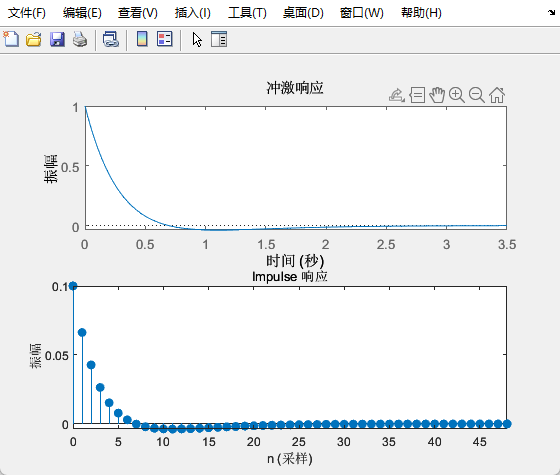 文件(F) 编辑(E) 查看(V) 插入(I) 工具(T) 桌面(D) 窗口(W) 帮助(H)
冲激响应
振幅
1
0.5
0
0 0.5 1 1.5 2 2.5 3 3.5
时间 (秒)
Impulse 响应
振幅
0.1
0.05
0
0 5 10 15 20 25 30 35 40 45
n (采样)